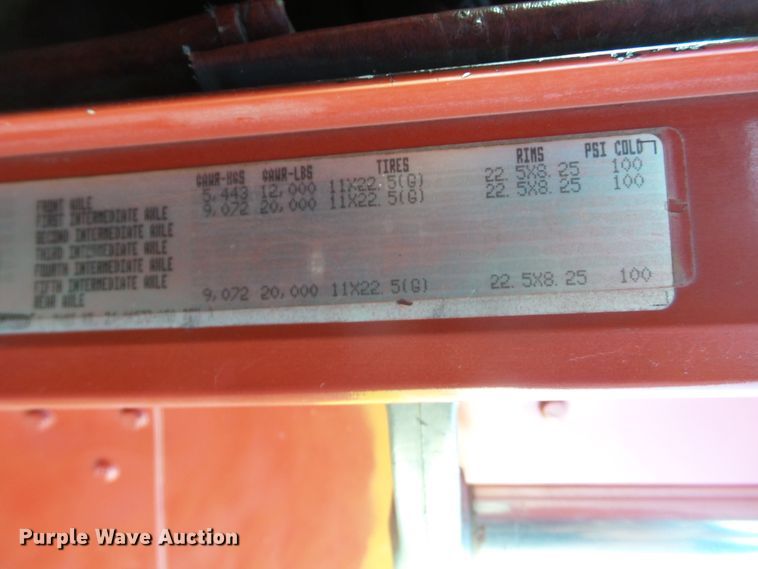 GAWR-KGS GAWR-LBS TIRES RIMS PSI COLD
FRONT AXLE 5,443 12,000 11X22.5(G) 22.5X8.25 100
FIRST INTERMEDIATE AXLE 9,072 20,000 11X22.5(G) 22.5X8.25 100
SECOND INTERMEDIATE AXLE
THIRD INTERMEDIATE AXLE
FOURTH INTERMEDIATE AXLE
FIFTH INTERMEDIATE AXLE
REAR AXLE 9,072 20,000 11X22.5(G) 22.5X8.25 100
Purple Wave Auction